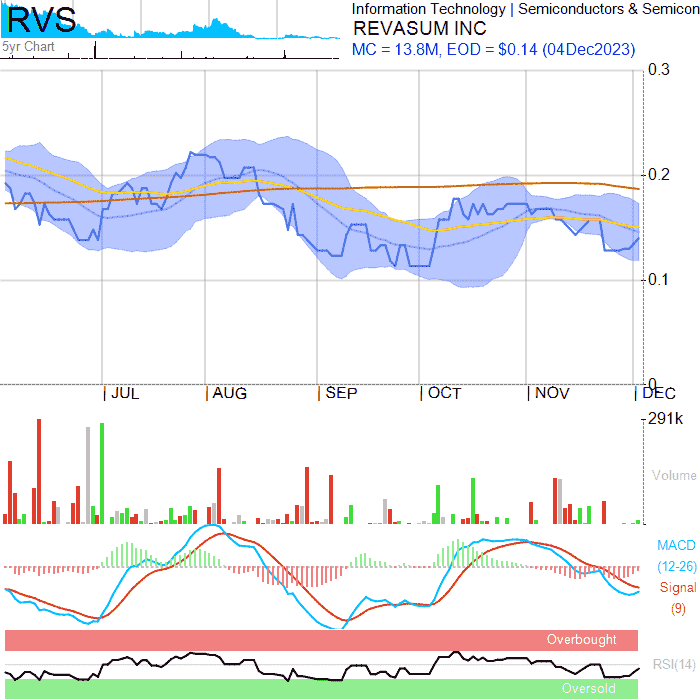 RVS
5yr Chart
Information Technology | Semiconductors & Semicon
REVASUM INC
MC = 13.8M, EOD = $0.14 (04Dec2023)
0.3
0.2
0.1
0
JUL AUG SEP OCT NOV DEC
291k
Volume
MACD
(12-26)
Signal
(9)
Overbought
RSI(14)
Oversold